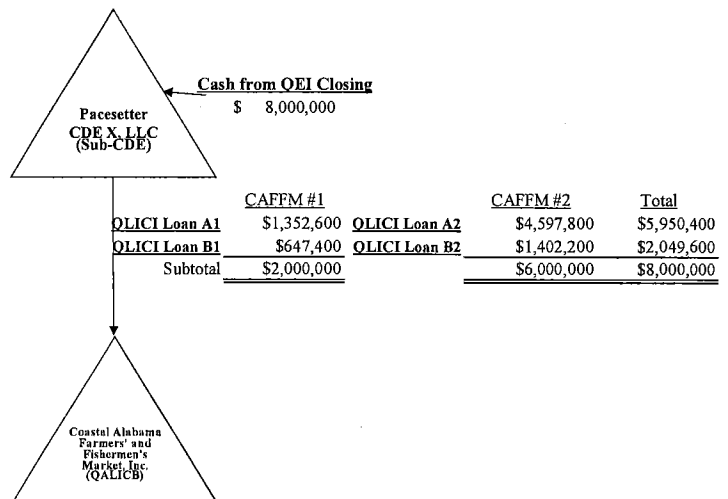 Cash from QEI Closing
$ 8,000,000
Pacesetter
CDE X, LLC
(Sub-CDE)
CAFFM #1 CAFFM #2 Total
QLICI Loan A1 $1,352,600 QLICI Loan A2 $4,597,800 $5,950,400
QLICI Loan B1 $647,400 QLICI Loan B2 $1,402,200 $2,049,600
Subtotal $2,000,000 $6,000,000 $8,000,000
Coastal Alabama
Farmers' and
Fishermen's
Market, Inc.
(QALICB)